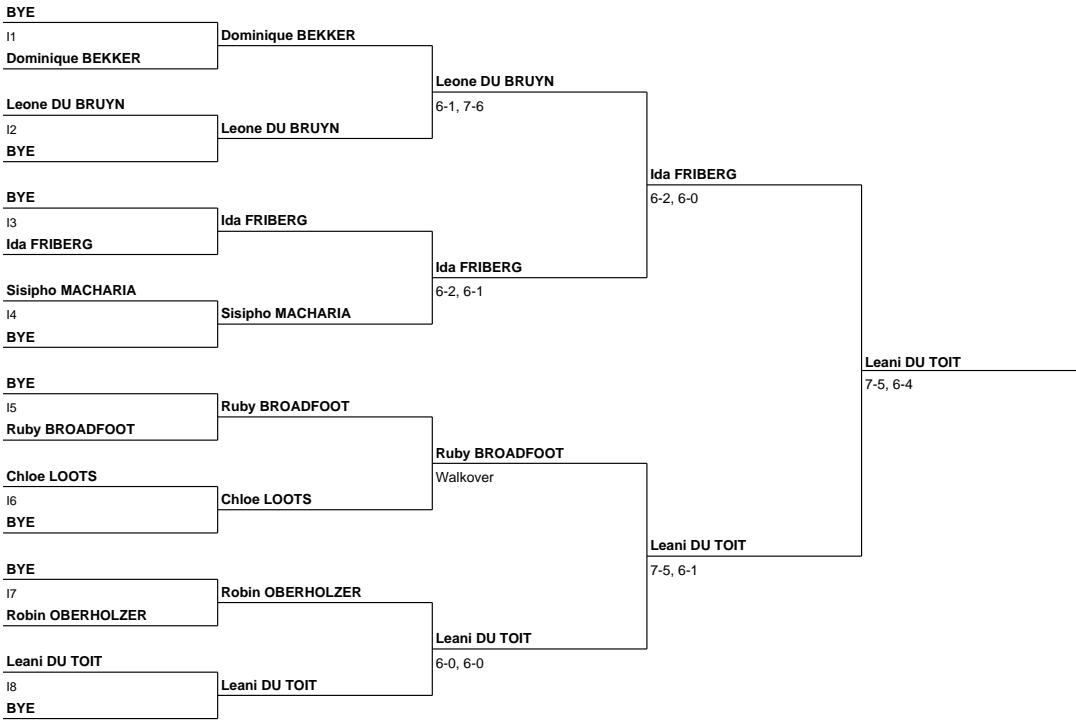 BYE
I1
Dominique BEKKER
Leone DU BRUYN
I2
BYE
BYE
I3
Ida FRIBERG
Sisipho MACHARIA
I4
BYE
BYE
I5
Ruby BROADFOOT
Chloe LOOTS
I6
BYE
BYE
I7
Robin OBERHOLZER
Leani DU TOIT
I8
BYE
Dominique BEKKER
Leone DU BRUYN
Ida FRIBERG
Sisipho MACHARIA
Ruby BROADFOOT
Chloe LOOTS
Robin OBERHOLZER
Leani DU TOIT
Leone DU BRUYN
6-1, 7-6
Ida FRIBERG
6-2, 6-1
Ruby BROADFOOT
Walkover
Leani DU TOIT
6-0, 6-0
Ida FRIBERG
6-2, 6-0
Leani DU TOIT
7-5, 6-1
Leani DU TOIT
7-5, 6-4